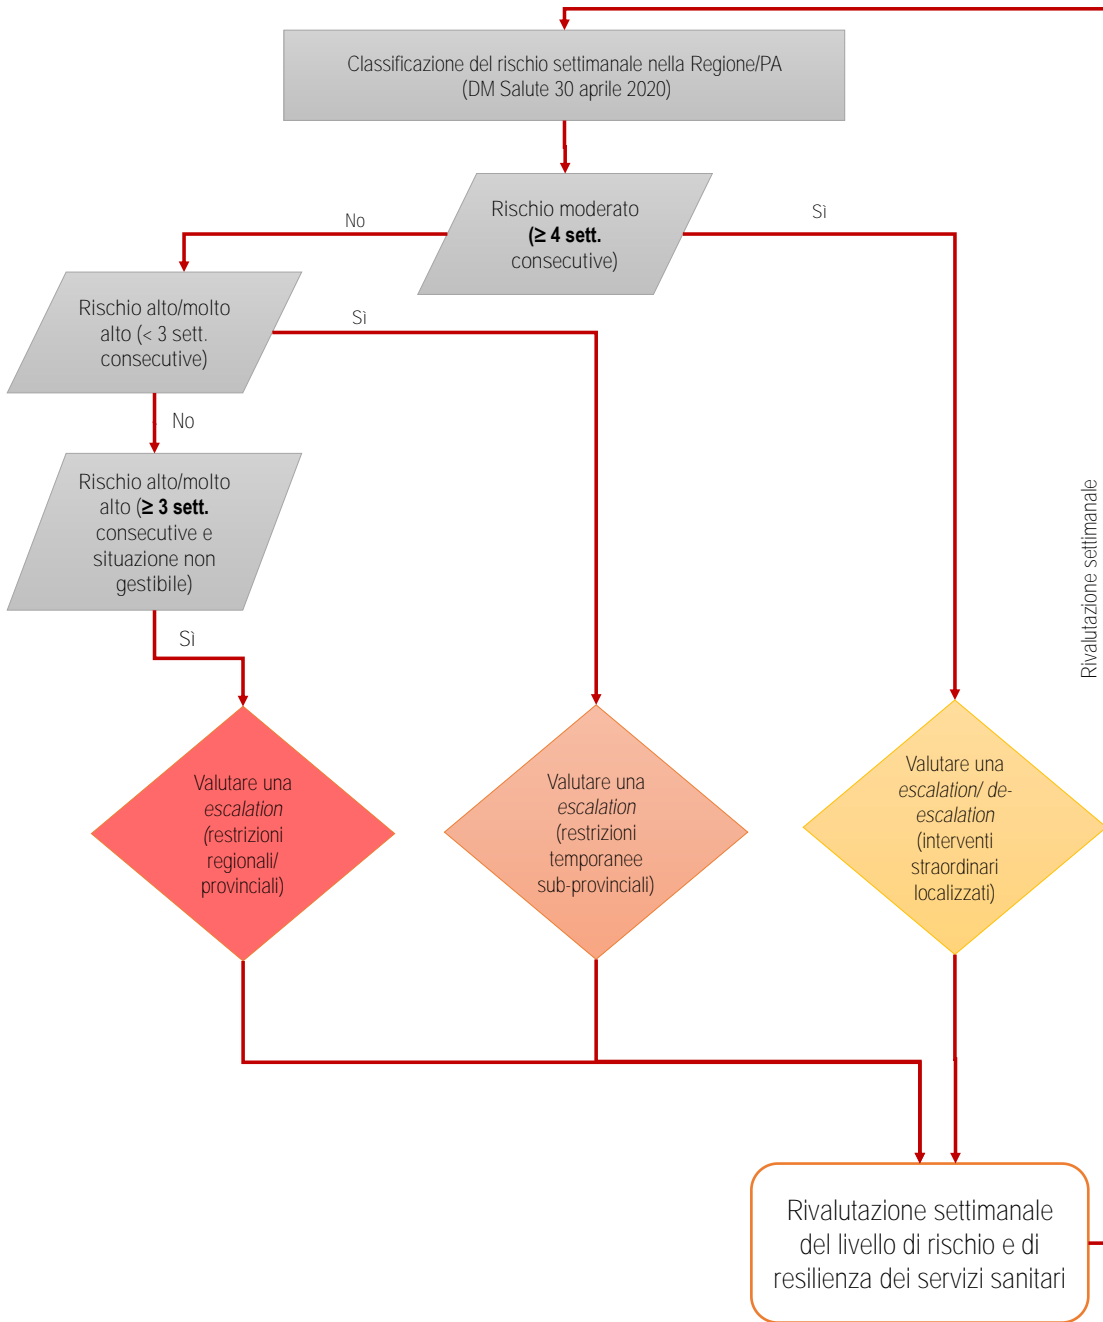 Classificazione del rischio settimanale nella Regione/PA
(DM Salute 30 aprile 2020)
Rischio moderato
(≥ 4 sett.
consecutive)
No
Sì
Rischio alto/molto
alto (< 3 sett.
consecutive)
Sì
No
Rischio alto/molto
alto (≥ 3 sett.
consecutive e
situazione non
gestibile)
Sì
Rivalutazione settimanale
Valutare una
escalation
(restrizioni
regionali/
provinciali)
Valutare una
escalation
(restrizioni
temporanee
sub-provinciali)
Valutare una
escalation/ de-
escalation
(interventi
straordinari
localizzati)
Rivalutazione settimanale
del livello di rischio e di
resilienza dei servizi sanitari